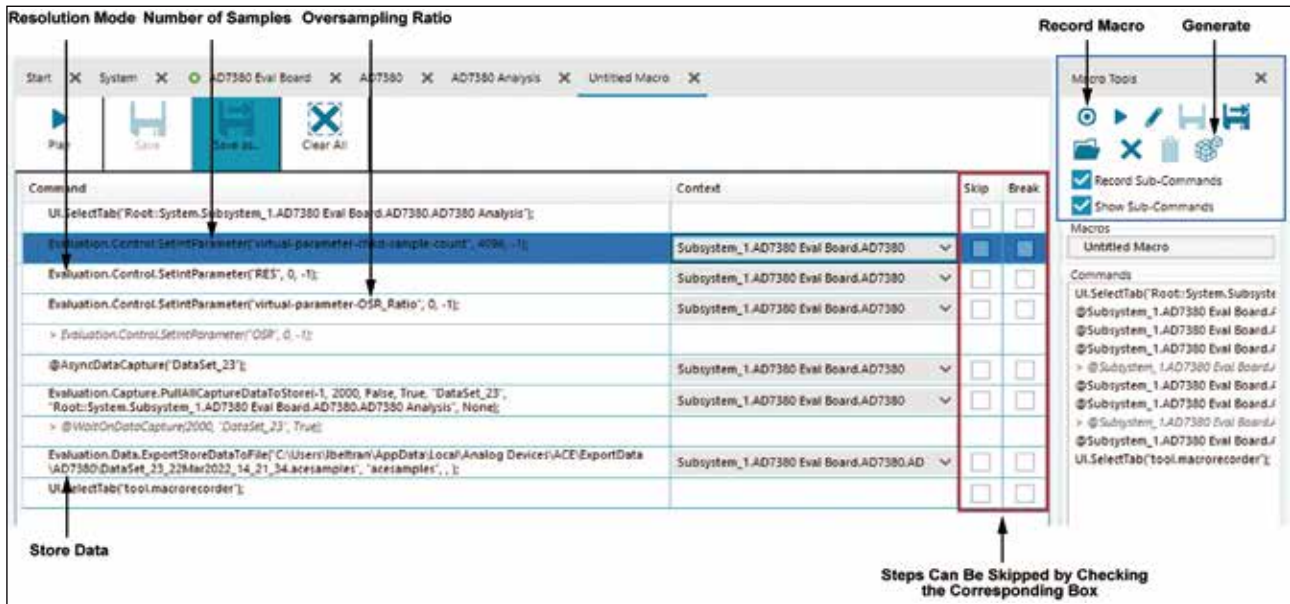 Resolution Mode Number of Samples Oversampling Ratio
Record Macro Generate
Start System AD7380 Eval Board AD7380 AD7380 Analysis Untitled Macro
Macro Tools
Play Save Save as... Clear All
Record Sub-Commands
Show Sub-Commands
Macros
Untitled Macro
Commands
UI.SelectTab("Root::System.Subsyste
@Subsystem_1.AD7380 Eval Board.A
@Subsystem_1.AD7380 Eval Board.A
@Subsystem_1.AD7380 Eval Board.A
> @Subsystem_1.AD7380 Eval Board.A
@Subsystem_1.AD7380 Eval Board.A
@Subsystem_1.AD7380 Eval Board.A
> @Subsystem_1.AD7380 Eval Board.A
@Subsystem_1.AD7380 Eval Board.A
UI.SelectTab("tool.macrorecorder");
Command Context Skip Break
UI.SelectTab("Root::System.Subsystem_1.AD7380 Eval Board.AD7380.AD7380 Analysis");
Evaluation.Control.SetIntParameter("virtual-parameter- -sample-count", 4096, -1);
Subsystem_1.AD7380 Eval Board.AD7380
Evaluation.Control.SetIntParameter("RES", 0, -1);
Subsystem_1.AD7380 Eval Board.AD7380
Evaluation.Control.SetIntParameter("virtual-parameter-OSR_Ratio", 0, -1);
Subsystem_1.AD7380 Eval Board.AD7380
> Evaluation.Control.SetIntParameter("OSR", 0, -1);
@AsyncDataCapture("DataSet_23");
Subsystem_1.AD7380 Eval Board.AD7380
Evaluation.Capture.PullAllCaptureDataToStore(-1, 2000, False, True, "DataSet_23",
"Root::System.Subsystem_1.AD7380 Eval Board.AD7380.AD7380 Analysis", None);
Subsystem_1.AD7380 Eval Board.AD7380
> @WaitOnDataCapture(2000, "DataSet_23", True);
Evaluation.Data.ExportStoreDataToFile("C:\Users\Jbeltran\AppData\Local\Analog Devices\ACE\ExportData
\AD7380\DataSet_23_22Mar2022_14_21_34.acesamples", "acesamples", , );
Subsystem_1.AD7380 Eval Board.AD7380.AD
UI.SelectTab("tool.macrorecorder");
Store Data
Steps Can Be Skipped by Checking
the Corresponding Box